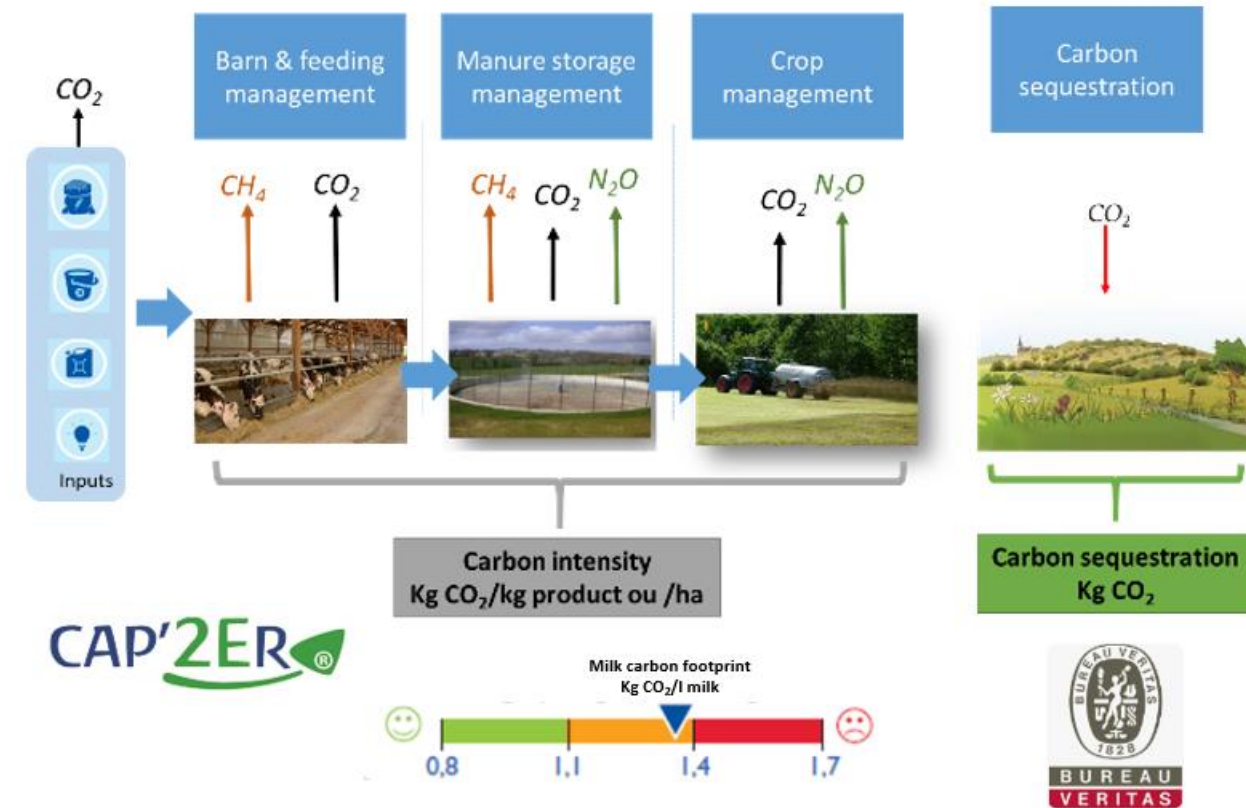 Barn & feeding
management
Manure storage
management
Crop
management
Carbon
sequestration
CO₂
CH₄
CO₂
CH₄
CO₂
N₂O
CO₂
N₂O
CO₂
Inputs
Carbon intensity
Kg CO₂/kg product ou /ha
Carbon sequestration
Kg CO₂
CAP'2ER®
Milk carbon footprint
Kg CO₂/l milk
0,8
1,1
1,4
1,7
BUREAU VERITAS
1828
BUREAU
VERITAS